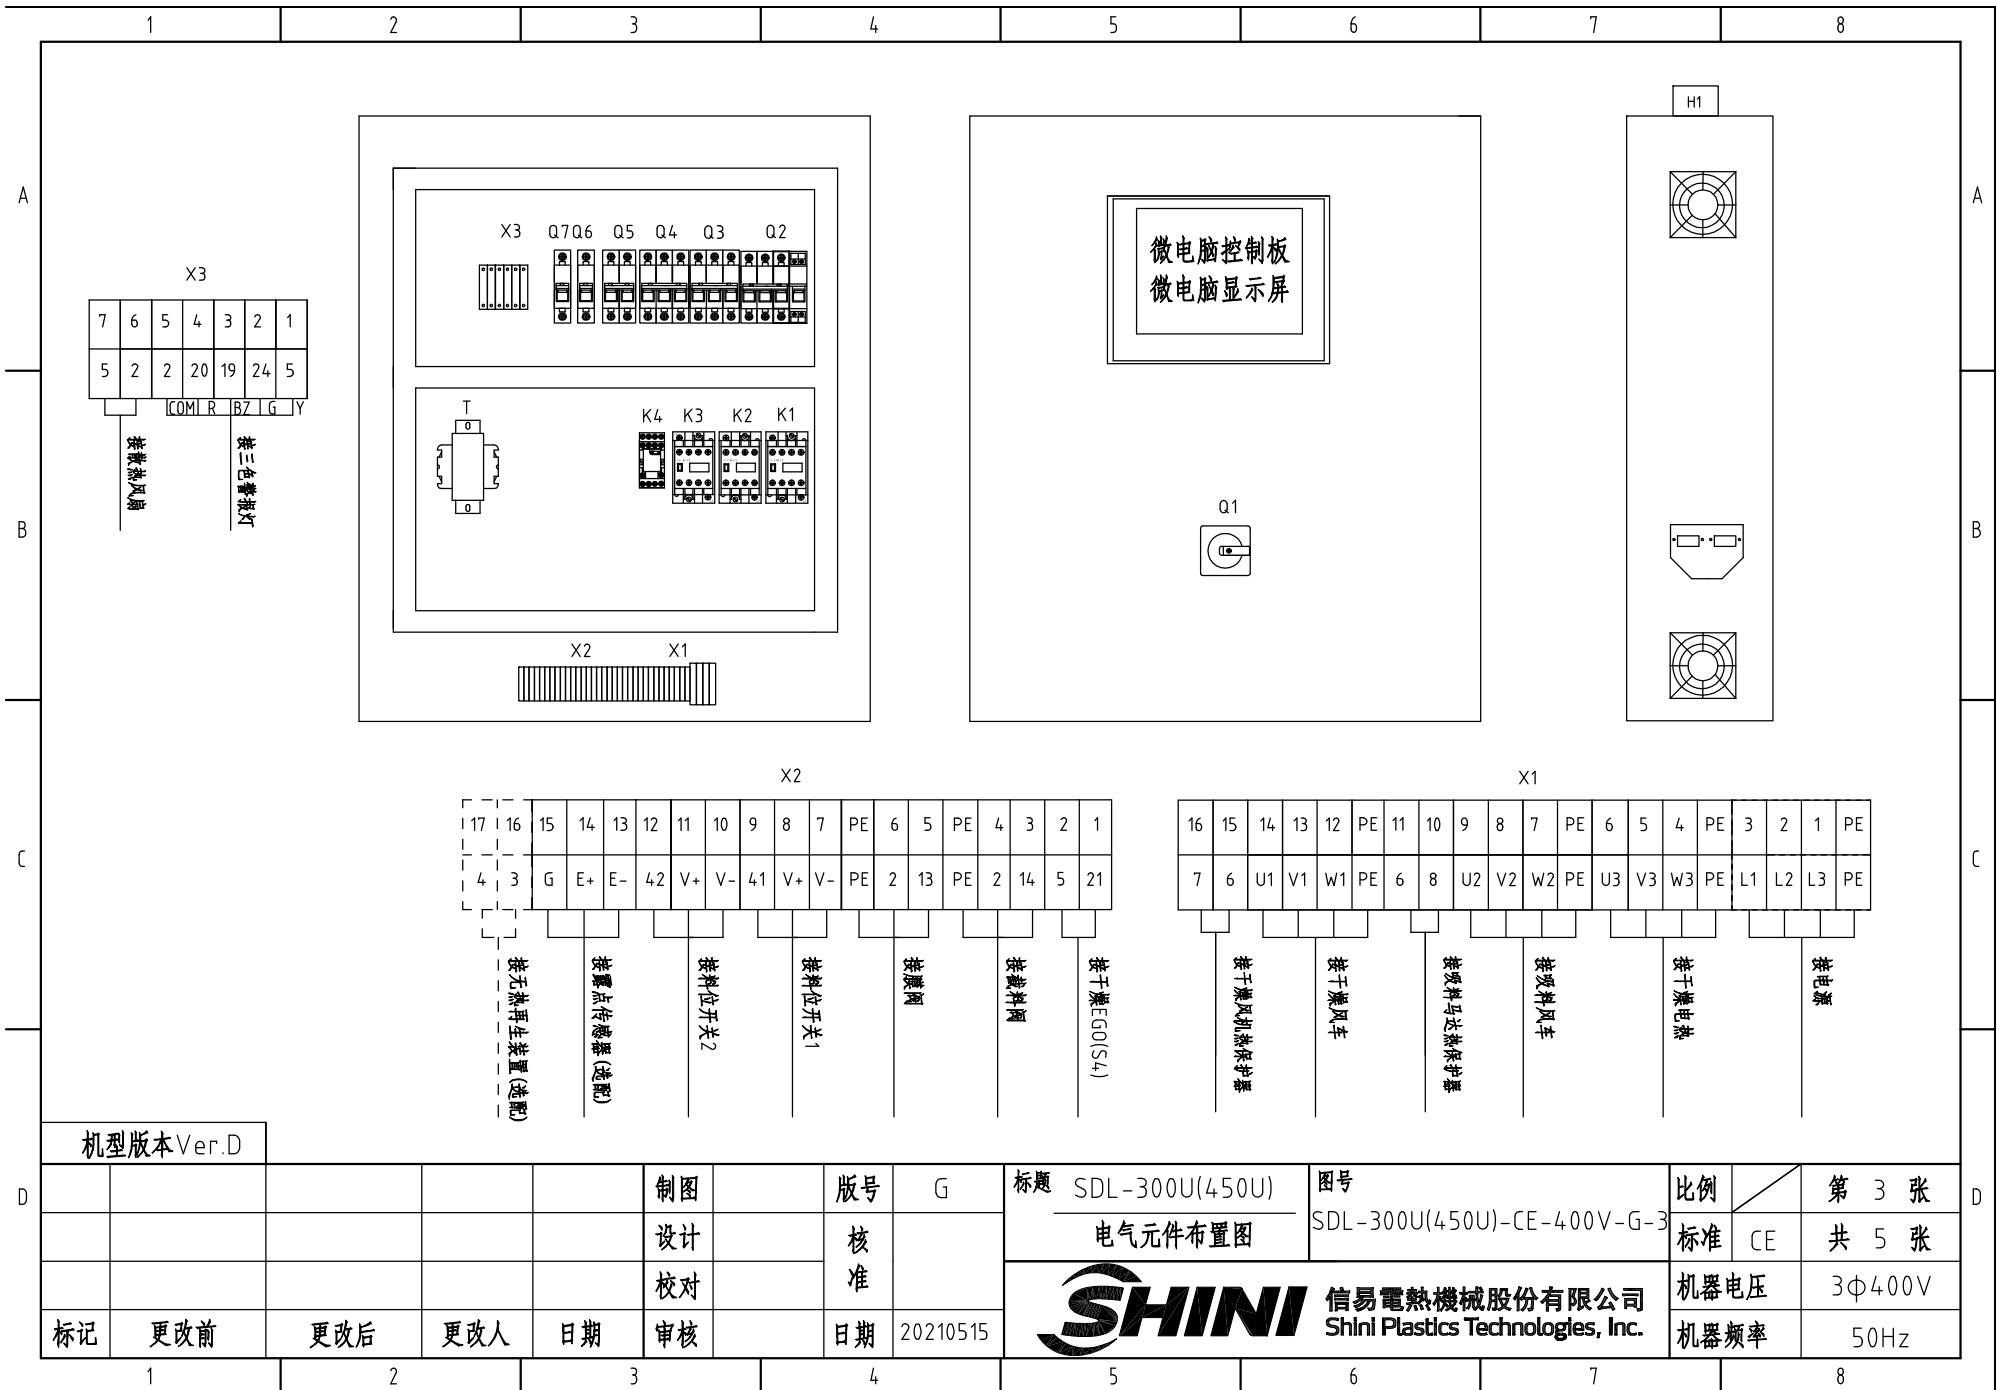 1 2 3 4 5 6 7 8
A A
B B
C C
D D
H1
X3 Q7 Q6 Q5 Q4 Q3 Q2
微电脑控制板
微电脑显示屏
X3
7 6 5 4 3 2 1
5 2 2 20 19 24 5
COM R BZ G Y
接散热风扇
接三色警报灯
T
0
0
K4 K3 K2 K1
Q1
X2 X1
X2
17 16 15 14 13 12 11 10 9 8 7 PE 6 5 PE 4 3 2 1
4 3 G E+ E- 42 V+ V- 41 V+ V- PE 2 13 PE 2 14 5 21
接无热再生装置(选配)
接露点传感器(选配)
接料位开关2
接料位开关1
接膜阀
接截料阀
接干燥EGO(S4)
X1
16 15 14 13 12 PE 11 10 9 8 7 PE 6 5 4 PE 3 2 1 PE
7 6 U1 V1 W1 PE 6 8 U2 V2 W2 PE U3 V3 W3 PE L1 L2 L3 PE
接干燥风机热保护器
接干燥风车
接吸料马达热保护器
接吸料风车
接干燥电热
接电源
机型版本Ver.D
制图 版号 G
设计 核准
校对
标记 更改前 更改后 更改人 日期 审核 日期 20210515
标题 SDL-300U(450U)
电气元件布置图
图号
SDL-300U(450U)-CE-400V-G-3
比例 第 3 张
标准 CE 共 5 张
机器电压 3Φ400V
机器频率 50Hz
SHINI
信易電熱機械股份有限公司
Shini Plastics Technologies, Inc.
1 2 3 4 5 6 7 8